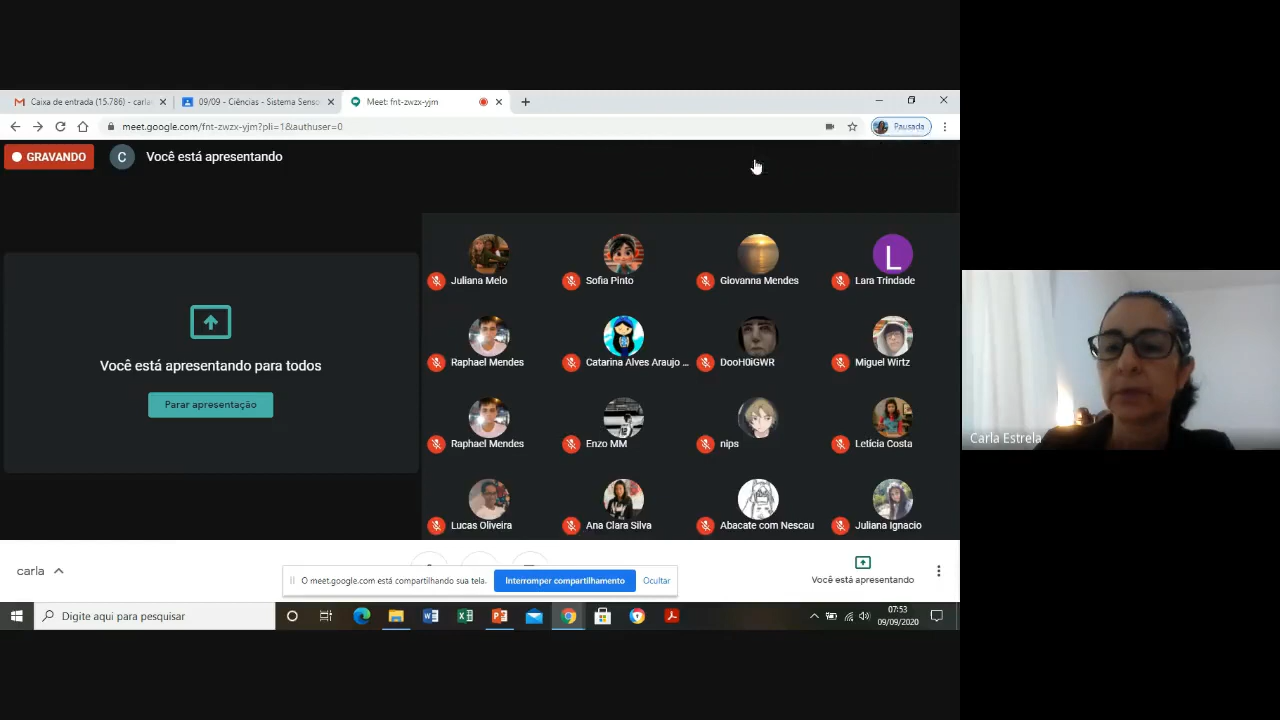 Caixa de entrada (15.786) - carla
09/09 - Ciências - Sistema Senso
Meet: fnt-zwzx-yjm
meet.google.com/fnt-zwzx-yjm?pli=1&authuser=0
Pausada
GRAVANDO
C
Você está apresentando
Você está apresentando para todos
Parar apresentação
L
Juliana Melo
Sofia Pinto
Giovanna Mendes
Lara Trindade
Raphael Mendes
Catarina Alves Araujo ...
DooH0iGWR
Miguel Wirtz
Raphael Mendes
Enzo MM
nips
Letícia Costa
Lucas Oliveira
Ana Clara Silva
Abacate com Nescau
Juliana Ignacio
Carla Estrela
carla
O meet.google.com está compartilhando sua tela.
Interromper compartilhamento
Ocultar
Você está apresentando
Digite aqui para pesquisar
07:53
09/09/2020